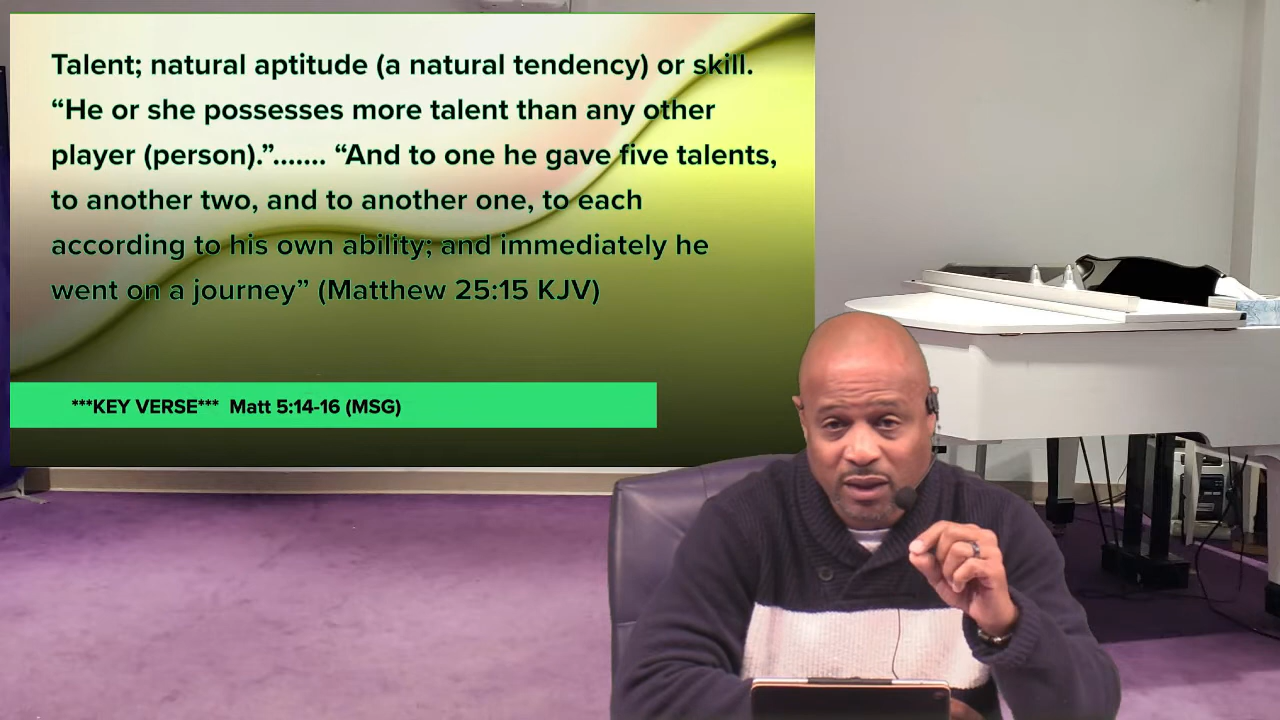 Talent; natural aptitude (a natural tendency) or skill.
“He or she possesses more talent than any other
player (person).”....... “And to one he gave five talents,
to another two, and to another one, to each
according to his own ability; and immediately he
went on a journey” (Matthew 25:15 KJV)
***KEY VERSE***  Matt 5:14-16 (MSG)